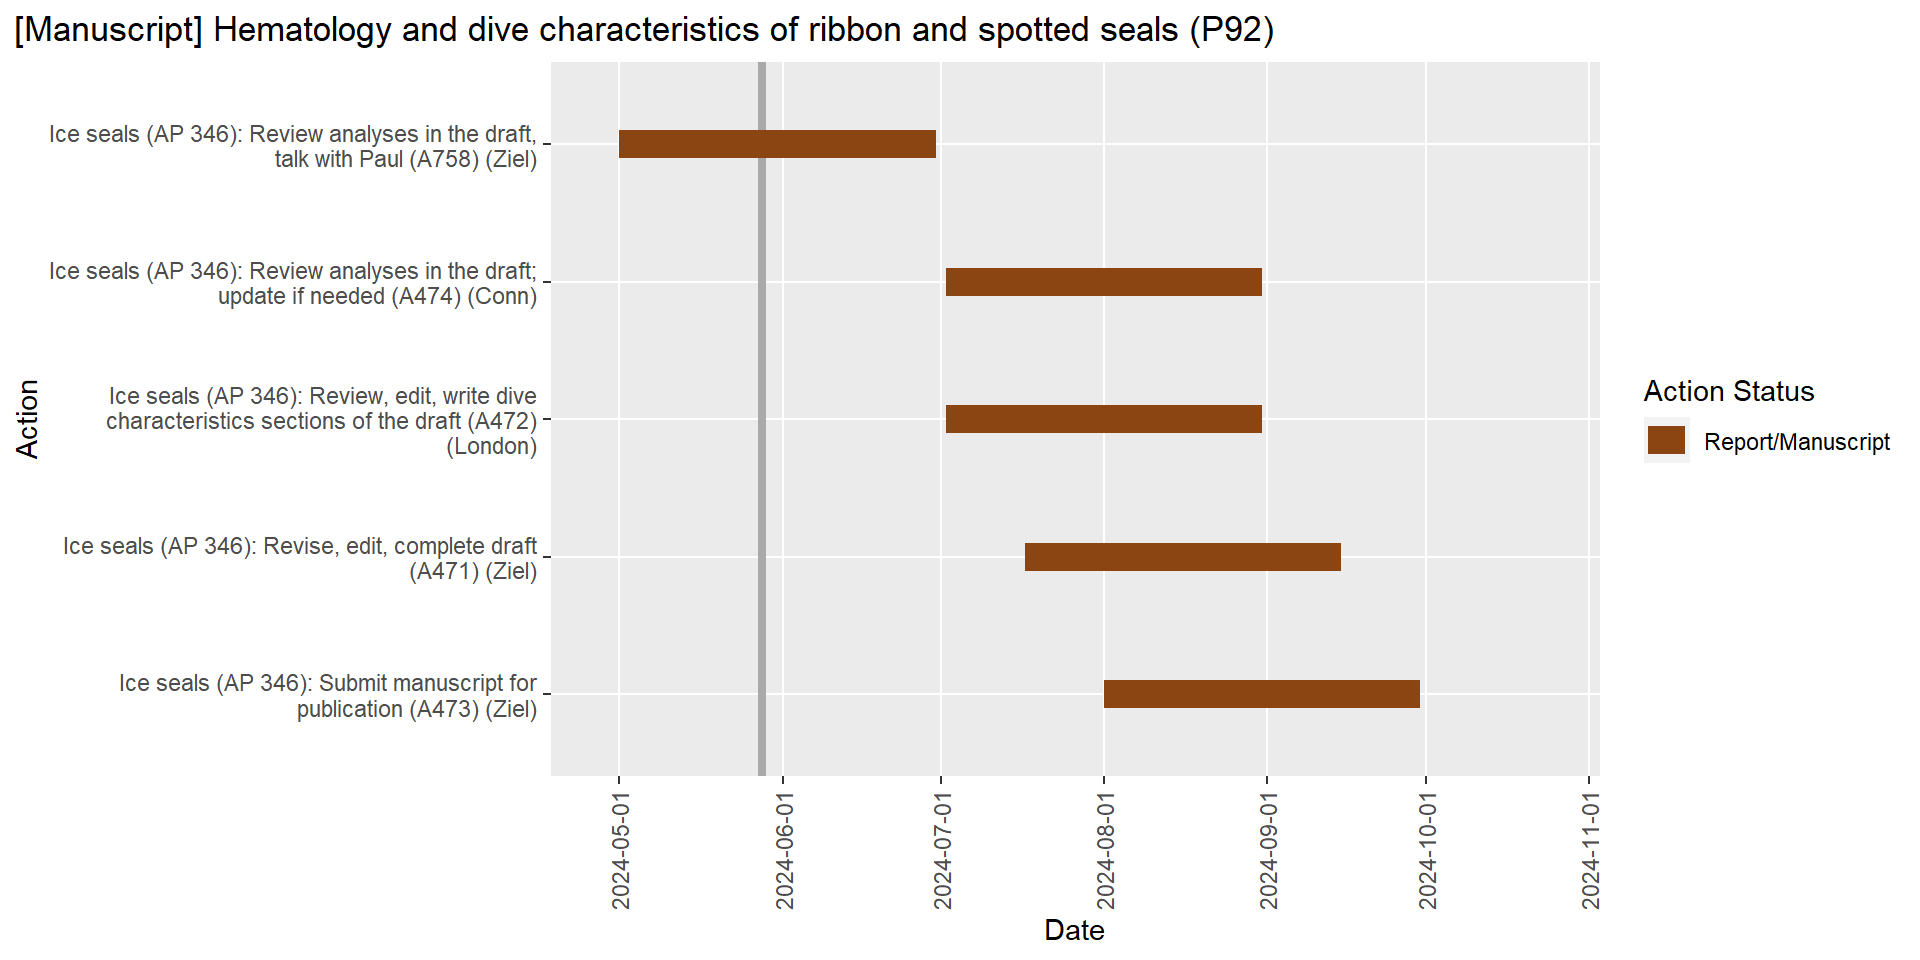 [Manuscript] Hematology and dive characteristics of ribbon and spotted seals (P92)
Ice seals (AP 346): Review analyses in the draft,
talk with Paul (A758) (Ziel)
Ice seals (AP 346): Review analyses in the draft;
update if needed (A474) (Conn)
Ice seals (AP 346): Review, edit, write dive
characteristics sections of the draft (A472)
(London)
Ice seals (AP 346): Revise, edit, complete draft
(A471) (Ziel)
Ice seals (AP 346): Submit manuscript for
publication (A473) (Ziel)
Action
2024-05-01
2024-06-01
2024-07-01
2024-08-01
2024-09-01
2024-10-01
2024-11-01
Date
Action Status
Report/Manuscript